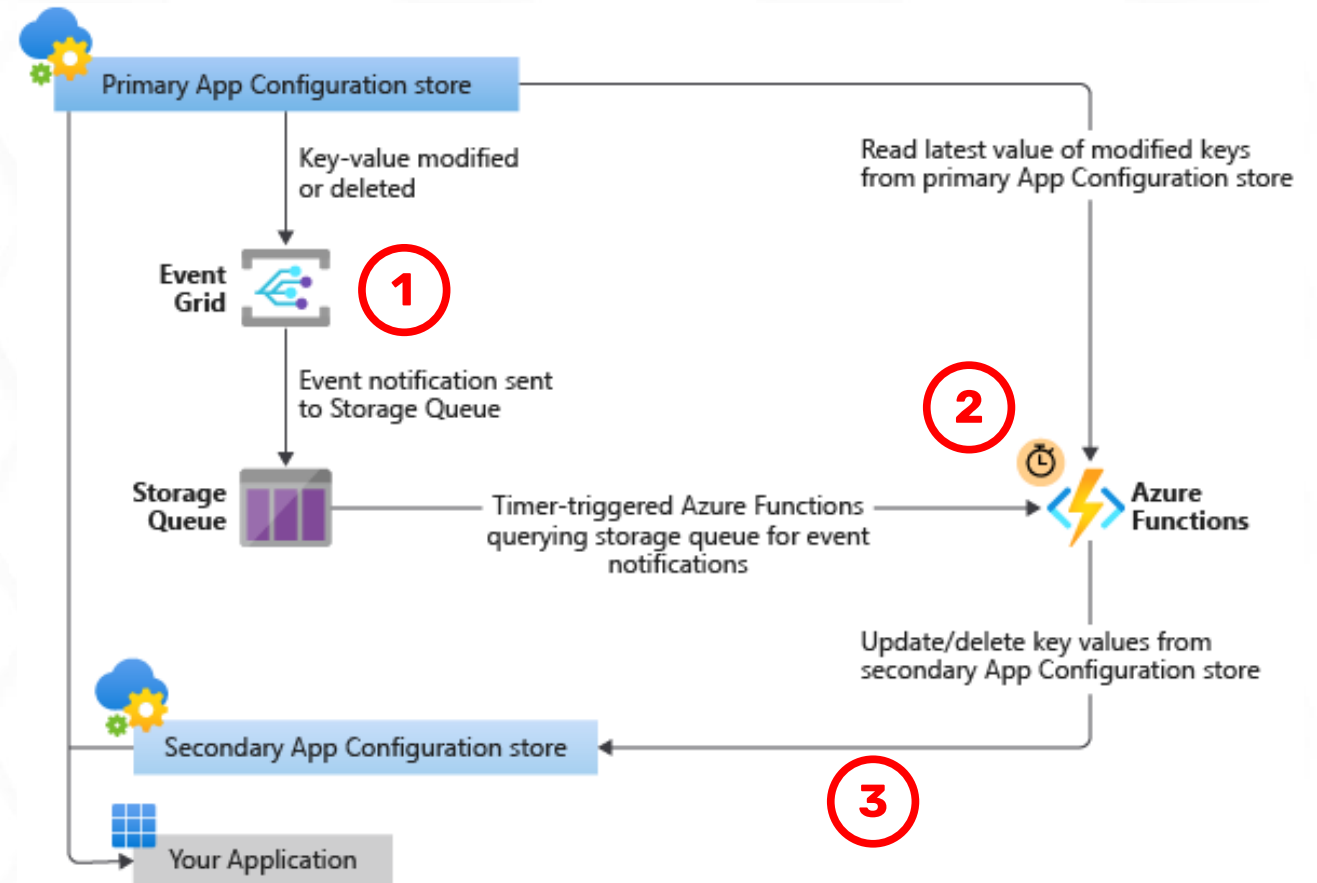 Primary App Configuration store
Key-value modified
or deleted
Read latest value of modified keys
from primary App Configuration store
Event
Grid
1
Event notification sent
to Storage Queue
2
Storage
Queue
Timer-triggered Azure Functions
querying storage queue for event
notifications
Azure
Functions
Update/delete key values from
secondary App Configuration store
Secondary App Configuration store
3
Your Application